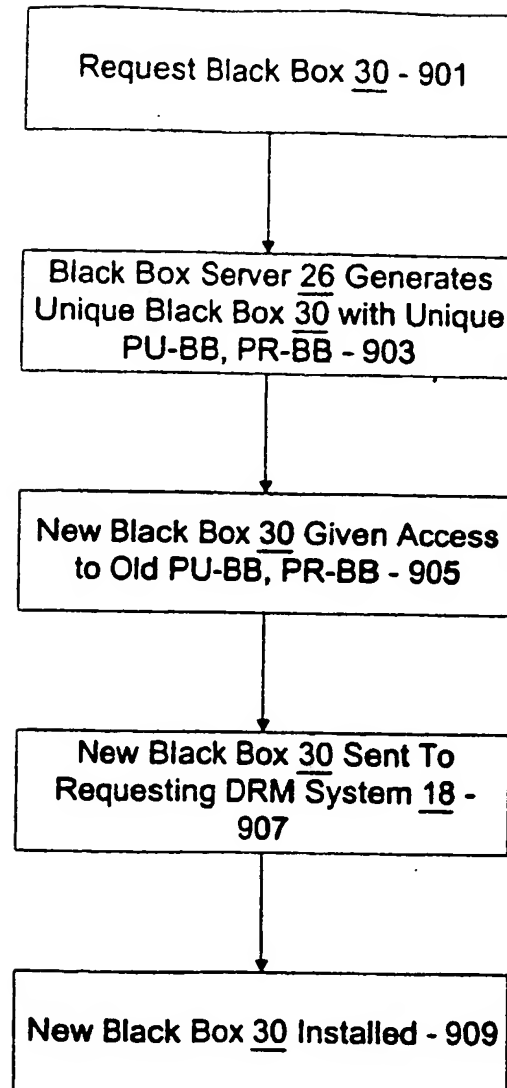 Request Black Box 30 - 901
Black Box Server 26 Generates
Unique Black Box 30 with Unique
PU-BB, PR-BB - 903
New Black Box 30 Given Access
to Old PU-BB, PR-BB - 905
New Black Box 30 Sent To
Requesting DRM System 18 -
907
New Black Box 30 Installed - 909